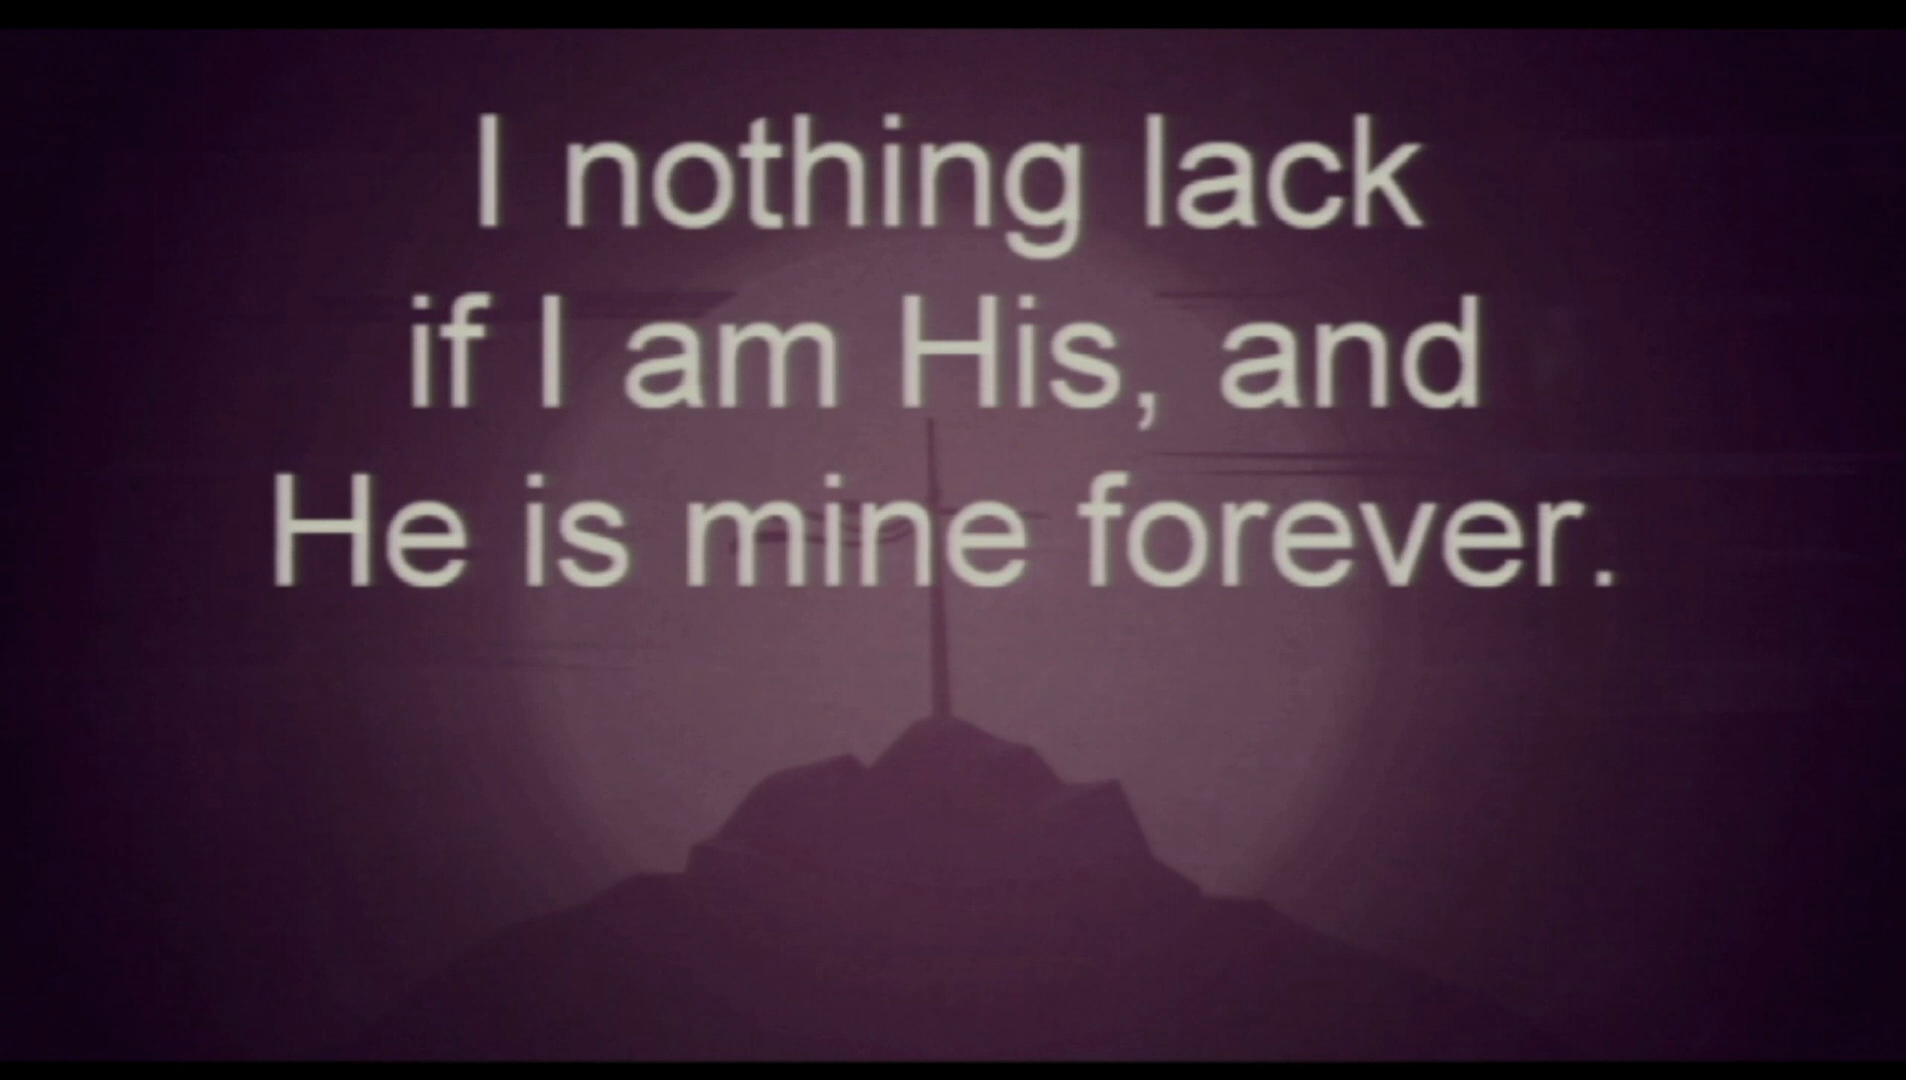 I nothing lack
if I am His, and
He is mine forever.